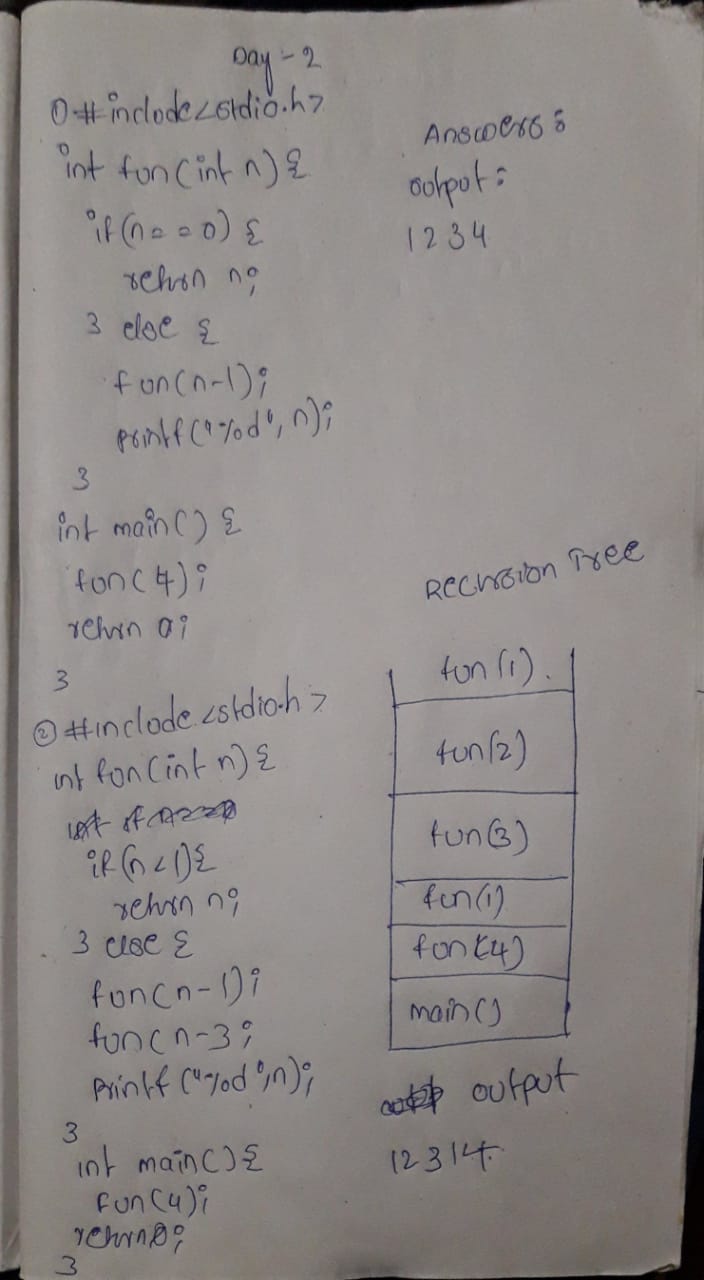 Day - 2
① #include<stdio.h>
int fun(int n) {
if(n==0) {
return n;
} else {
fun(n-1);
printf("%d", n);
}
int main() {
fun(4);
return 0;
}
② #include <stdio.h>
int fun(int n) {
if(n<1){
return n;
} else {
fun(n-1);
fun(n-3;
printf("%d", n);
}
int main() {
fun(4);
return 0;
}
Answers:
output:
1234
Recursion Tree
fun(1).
fun(2)
fun(3)
fun(1)
fun(4)
main()
output
12314.